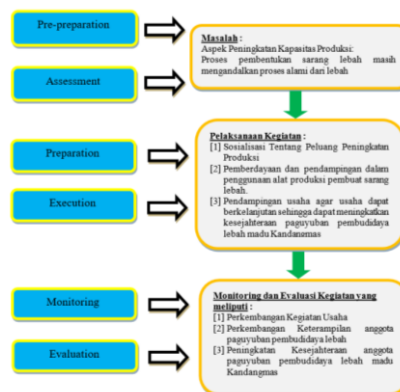 Pre-preparation
Assessment
Masalah :
Aspek Peningkatan Kapasitas Produksi:
Proses pembentukan sarang lebah masih
mengandalkan proses alami dari lebah
Preparation
Execution
Pelaksanaan Kegiatan :
[1] Sosialisasi Tentang Peluang Peningkatan
Produksi
[2] Pemberdayaan dan pendampingan dalam
penggunaan alat produksi pembuat sarang
lebah.
[3] Pendampingan usaha agar usaha dapat
berkelanjutan sehingga dapat meningkatkan
kesejahteraan paguyuban pembudidaya
lebah madu Kandangmas
Monitoring
Evaluation
Monitoring dan Evaluasi Kegiatan yang
meliputi :
[1] Perkembangan Kegiatan Usaha
[2] Perkembangan Keterampilan anggota
paguyuban pembudidaya lebah
[3] Peningkatan Kesejahteraan anggota
paguyuban pembudidaya lebah madu
Kandangmas